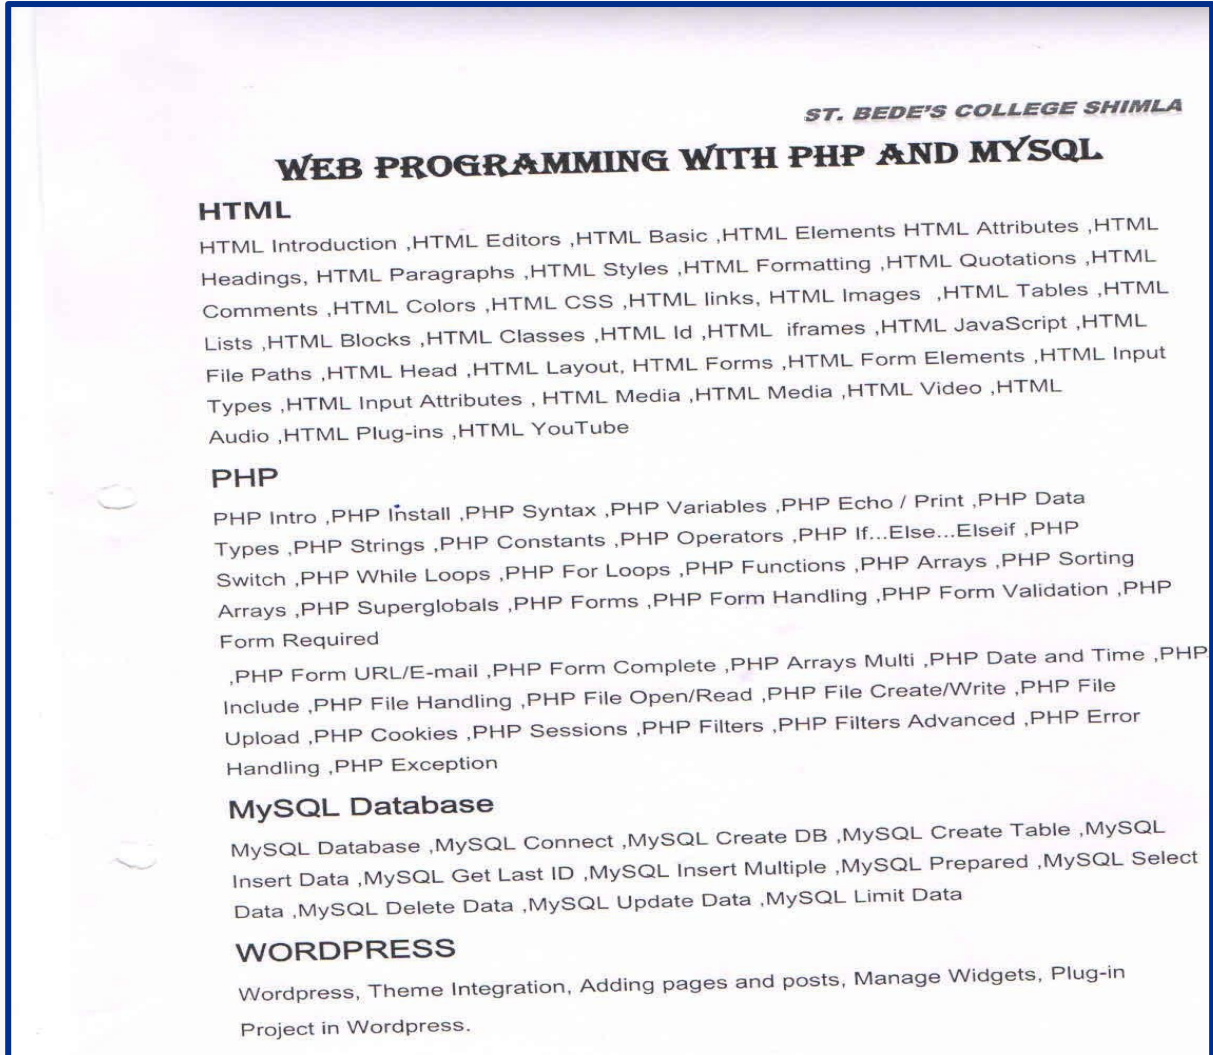 ST. BEDE'S COLLEGE SHIMLA
WEB PROGRAMMING WITH PHP AND MYSQL
HTML
HTML Introduction ,HTML Editors ,HTML Basic ,HTML Elements HTML Attributes ,HTML
Headings, HTML Paragraphs ,HTML Styles ,HTML Formatting ,HTML Quotations ,HTML
Comments ,HTML Colors ,HTML CSS ,HTML links, HTML Images ,HTML Tables ,HTML
Lists ,HTML Blocks ,HTML Classes ,HTML Id ,HTML iframes ,HTML JavaScript ,HTML
File Paths ,HTML Head ,HTML Layout, HTML Forms ,HTML Form Elements ,HTML Input
Types ,HTML Input Attributes , HTML Media ,HTML Media ,HTML Video ,HTML
Audio ,HTML Plug-ins ,HTML YouTube
PHP
PHP Intro ,PHP Install ,PHP Syntax ,PHP Variables ,PHP Echo / Print ,PHP Data
Types ,PHP Strings ,PHP Constants ,PHP Operators ,PHP If...Else...Elseif ,PHP
Switch ,PHP While Loops ,PHP For Loops ,PHP Functions ,PHP Arrays ,PHP Sorting
Arrays ,PHP Superglobals ,PHP Forms ,PHP Form Handling ,PHP Form Validation ,PHP
Form Required
,PHP Form URL/E-mail ,PHP Form Complete ,PHP Arrays Multi ,PHP Date and Time ,PHP
Include ,PHP File Handling ,PHP File Open/Read ,PHP File Create/Write ,PHP File
Upload ,PHP Cookies ,PHP Sessions ,PHP Filters ,PHP Filters Advanced ,PHP Error
Handling ,PHP Exception
MySQL Database
MySQL Database ,MySQL Connect ,MySQL Create DB ,MySQL Create Table ,MySQL
Insert Data ,MySQL Get Last ID ,MySQL Insert Multiple ,MySQL Prepared ,MySQL Select
Data ,MySQL Delete Data ,MySQL Update Data ,MySQL Limit Data
WORDPRESS
Wordpress, Theme Integration, Adding pages and posts, Manage Widgets, Plug-in
Project in Wordpress.